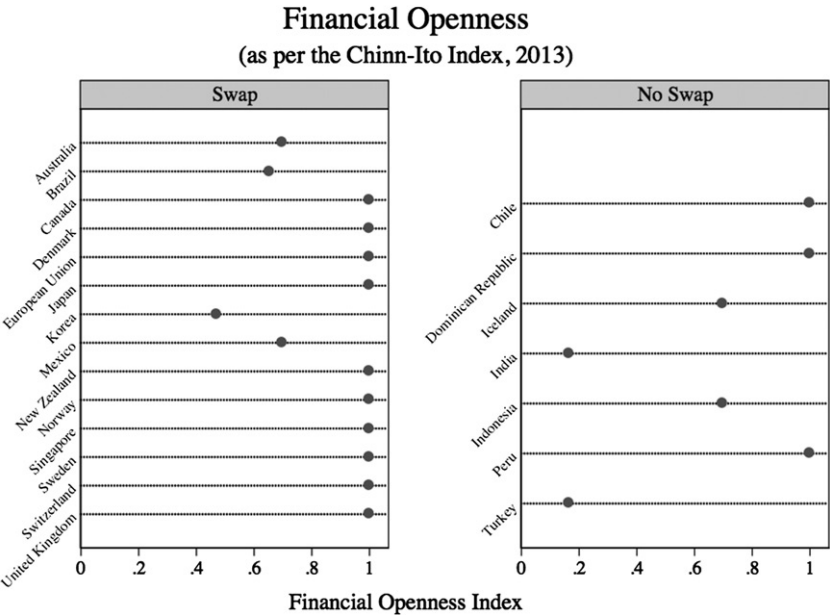 Financial Openness
(as per the Chinn-Ito Index, 2013)
Swap
Australia
Brazil
Canada
Denmark
European Union
Japan
Korea
Mexico
New Zealand
Norway
Singapore
Sweden
Switzerland
United Kingdom
0 .2 .4 .6 .8 1
No Swap
Chile
Dominican Republic
Iceland
India
Indonesia
Peru
Turkey
0 .2 .4 .6 .8 1
Financial Openness Index